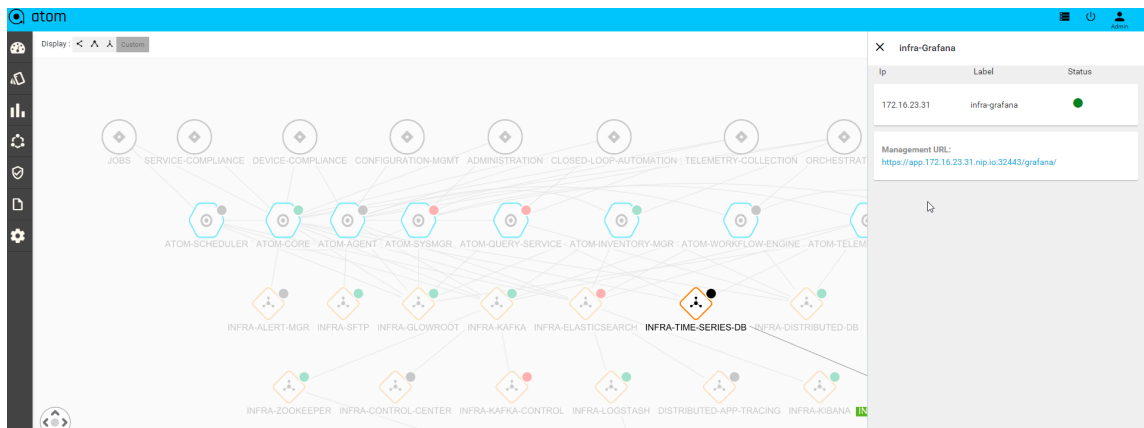 atom
Admin
Display :
Custom
infra-Grafana
Ip Label Status
172.16.23.31 infra-grafana
Management URL:
https://app.172.16.23.31.nip.io:32443/grafana/
JOBS SERVICE-COMPLIANCE DEVICE-COMPLIANCE CONFIGURATION-MGMT ADMINISTRATION CLOSED-LOOP-AUTOMATION TELEMETRY-COLLECTION ORCHESTRAT
ATOM-SCHEDULER ATOM-CORE ATOM-AGENT ATOM-SYSMGR ATOM-QUERY-SERVICE ATOM-INVENTORY-MGR ATOM-WORKFLOW-ENGINE ATOM-TELEM
INFRA-ALERT-MGR INFRA-SFTP INFRA-GLOWROOT INFRA-KAFKA INFRA-ELASTICSEARCH INFRA-TIME-SERIES-DB INFRA-DISTRIBUTED-DB
INFRA-ZOOKEEPER INFRA-CONTROL-CENTER INFRA-KAFKA-CONTROL INFRA-LOGSTASH DISTRIBUTED-APP-TRACING INFRA-KIBANA IN